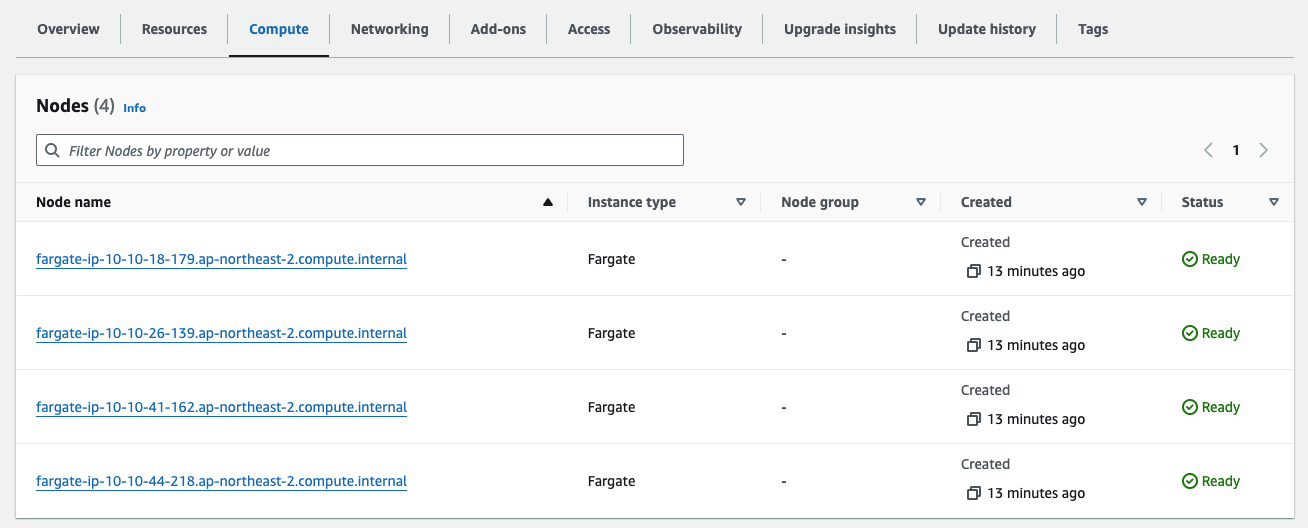 Overview Resources Compute Networking Add-ons Access Observability Upgrade insights Update history Tags
Nodes (4) Info
Filter Nodes by property or value
1
Node name Instance type Node group Created Status
fargate-ip-10-10-18-179.ap-northeast-2.compute.internal Fargate - Created 13 minutes ago Ready
fargate-ip-10-10-26-139.ap-northeast-2.compute.internal Fargate - Created 13 minutes ago Ready
fargate-ip-10-10-41-162.ap-northeast-2.compute.internal Fargate - Created 13 minutes ago Ready
fargate-ip-10-10-44-218.ap-northeast-2.compute.internal Fargate - Created 13 minutes ago Ready